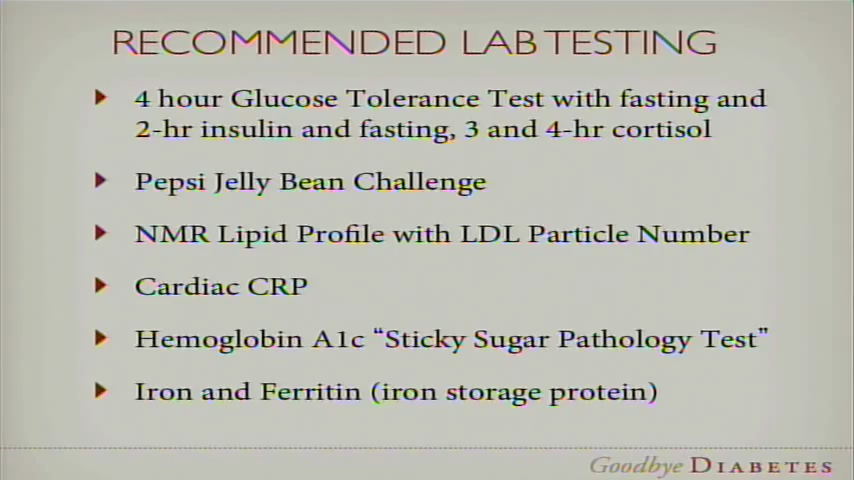 RECOMMENDED LAB TESTING
4 hour Glucose Tolerance Test with fasting and
2-hr insulin and fasting, 3 and 4-hr cortisol
Pepsi Jelly Bean Challenge
NMR Lipid Profile with LDL Particle Number
Cardiac CRP
Hemoglobin A1c “Sticky Sugar Pathology Test”
Iron and Ferritin (iron storage protein)
Goodbye DIABETES